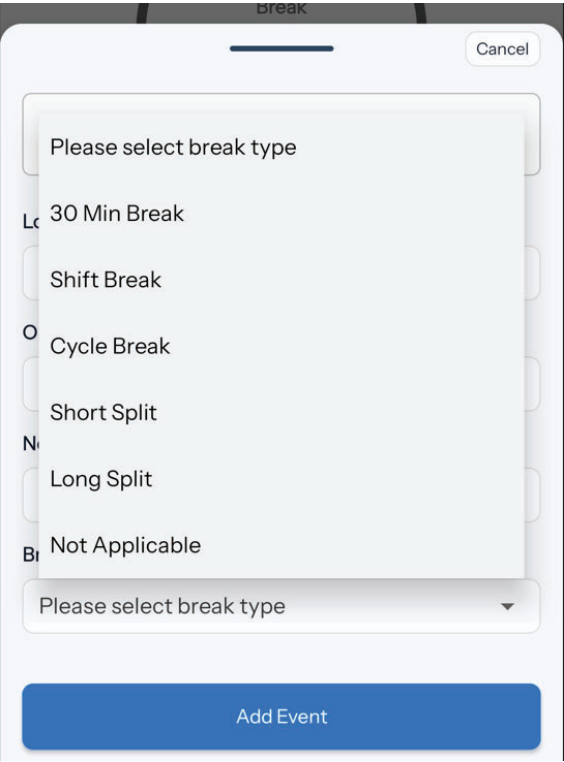 Break
Cancel
Please select break type
30 Min Break
Shift Break
Cycle Break
Short Split
Long Split
Not Applicable
Please select break type
Add Event